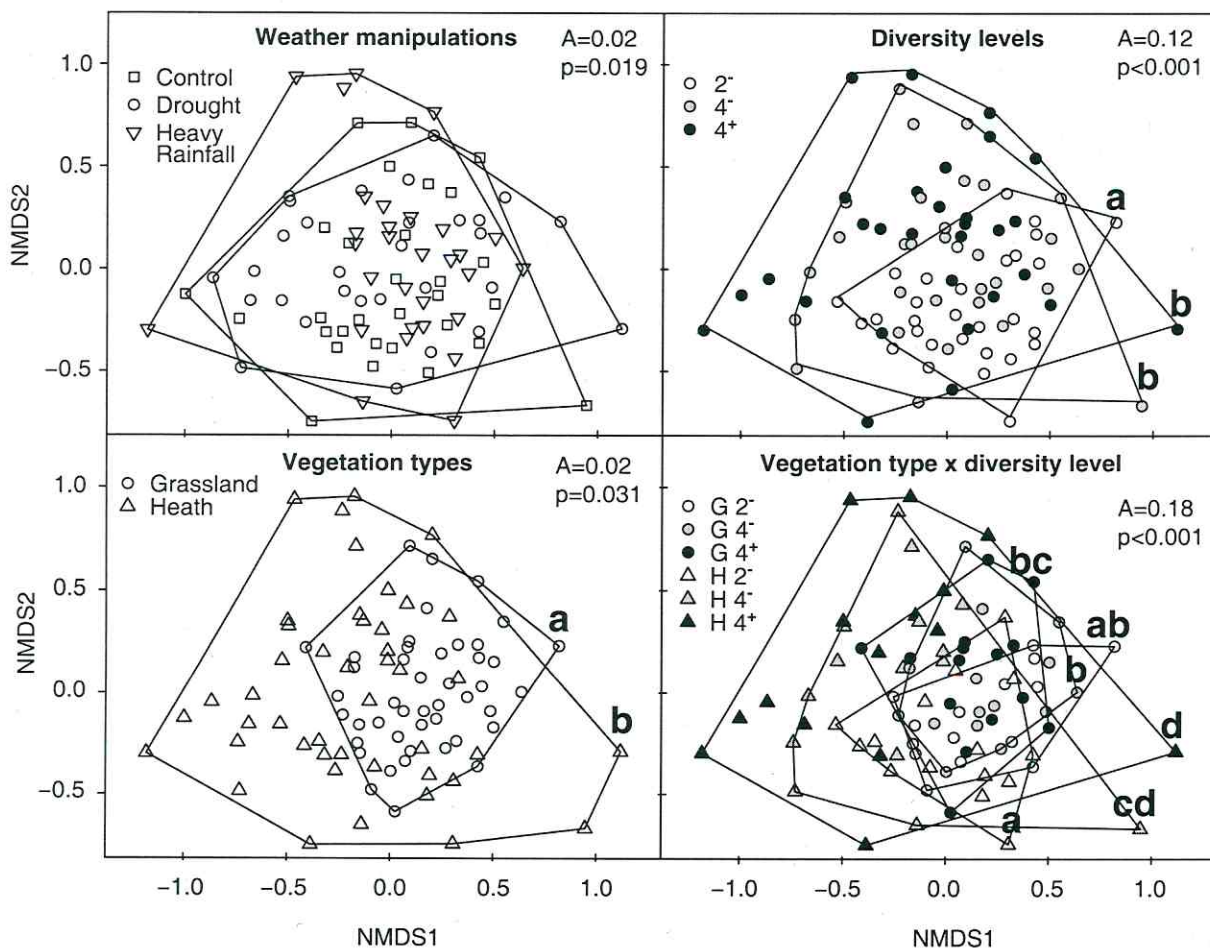 Weather manipulations
A=0.02
p=0.019
Control
Drought
Heavy
Rainfall
1.0
0.5
0.0
−0.5
NMDS2
Diversity levels
A=0.12
p<0.001
2⁻
4⁻
4⁺
a
b
b
Vegetation types
A=0.02
p=0.031
Grassland
Heath
1.0
0.5
0.0
−0.5
NMDS2
a
b
−1.0 −0.5 0.0 0.5 1.0
NMDS1
Vegetation type x diversity level
A=0.18
p<0.001
G 2⁻
G 4⁻
G 4⁺
H 2⁻
H 4⁻
H 4⁺
bc
ab
b
d
cd
a
−1.0 −0.5 0.0 0.5 1.0
NMDS1